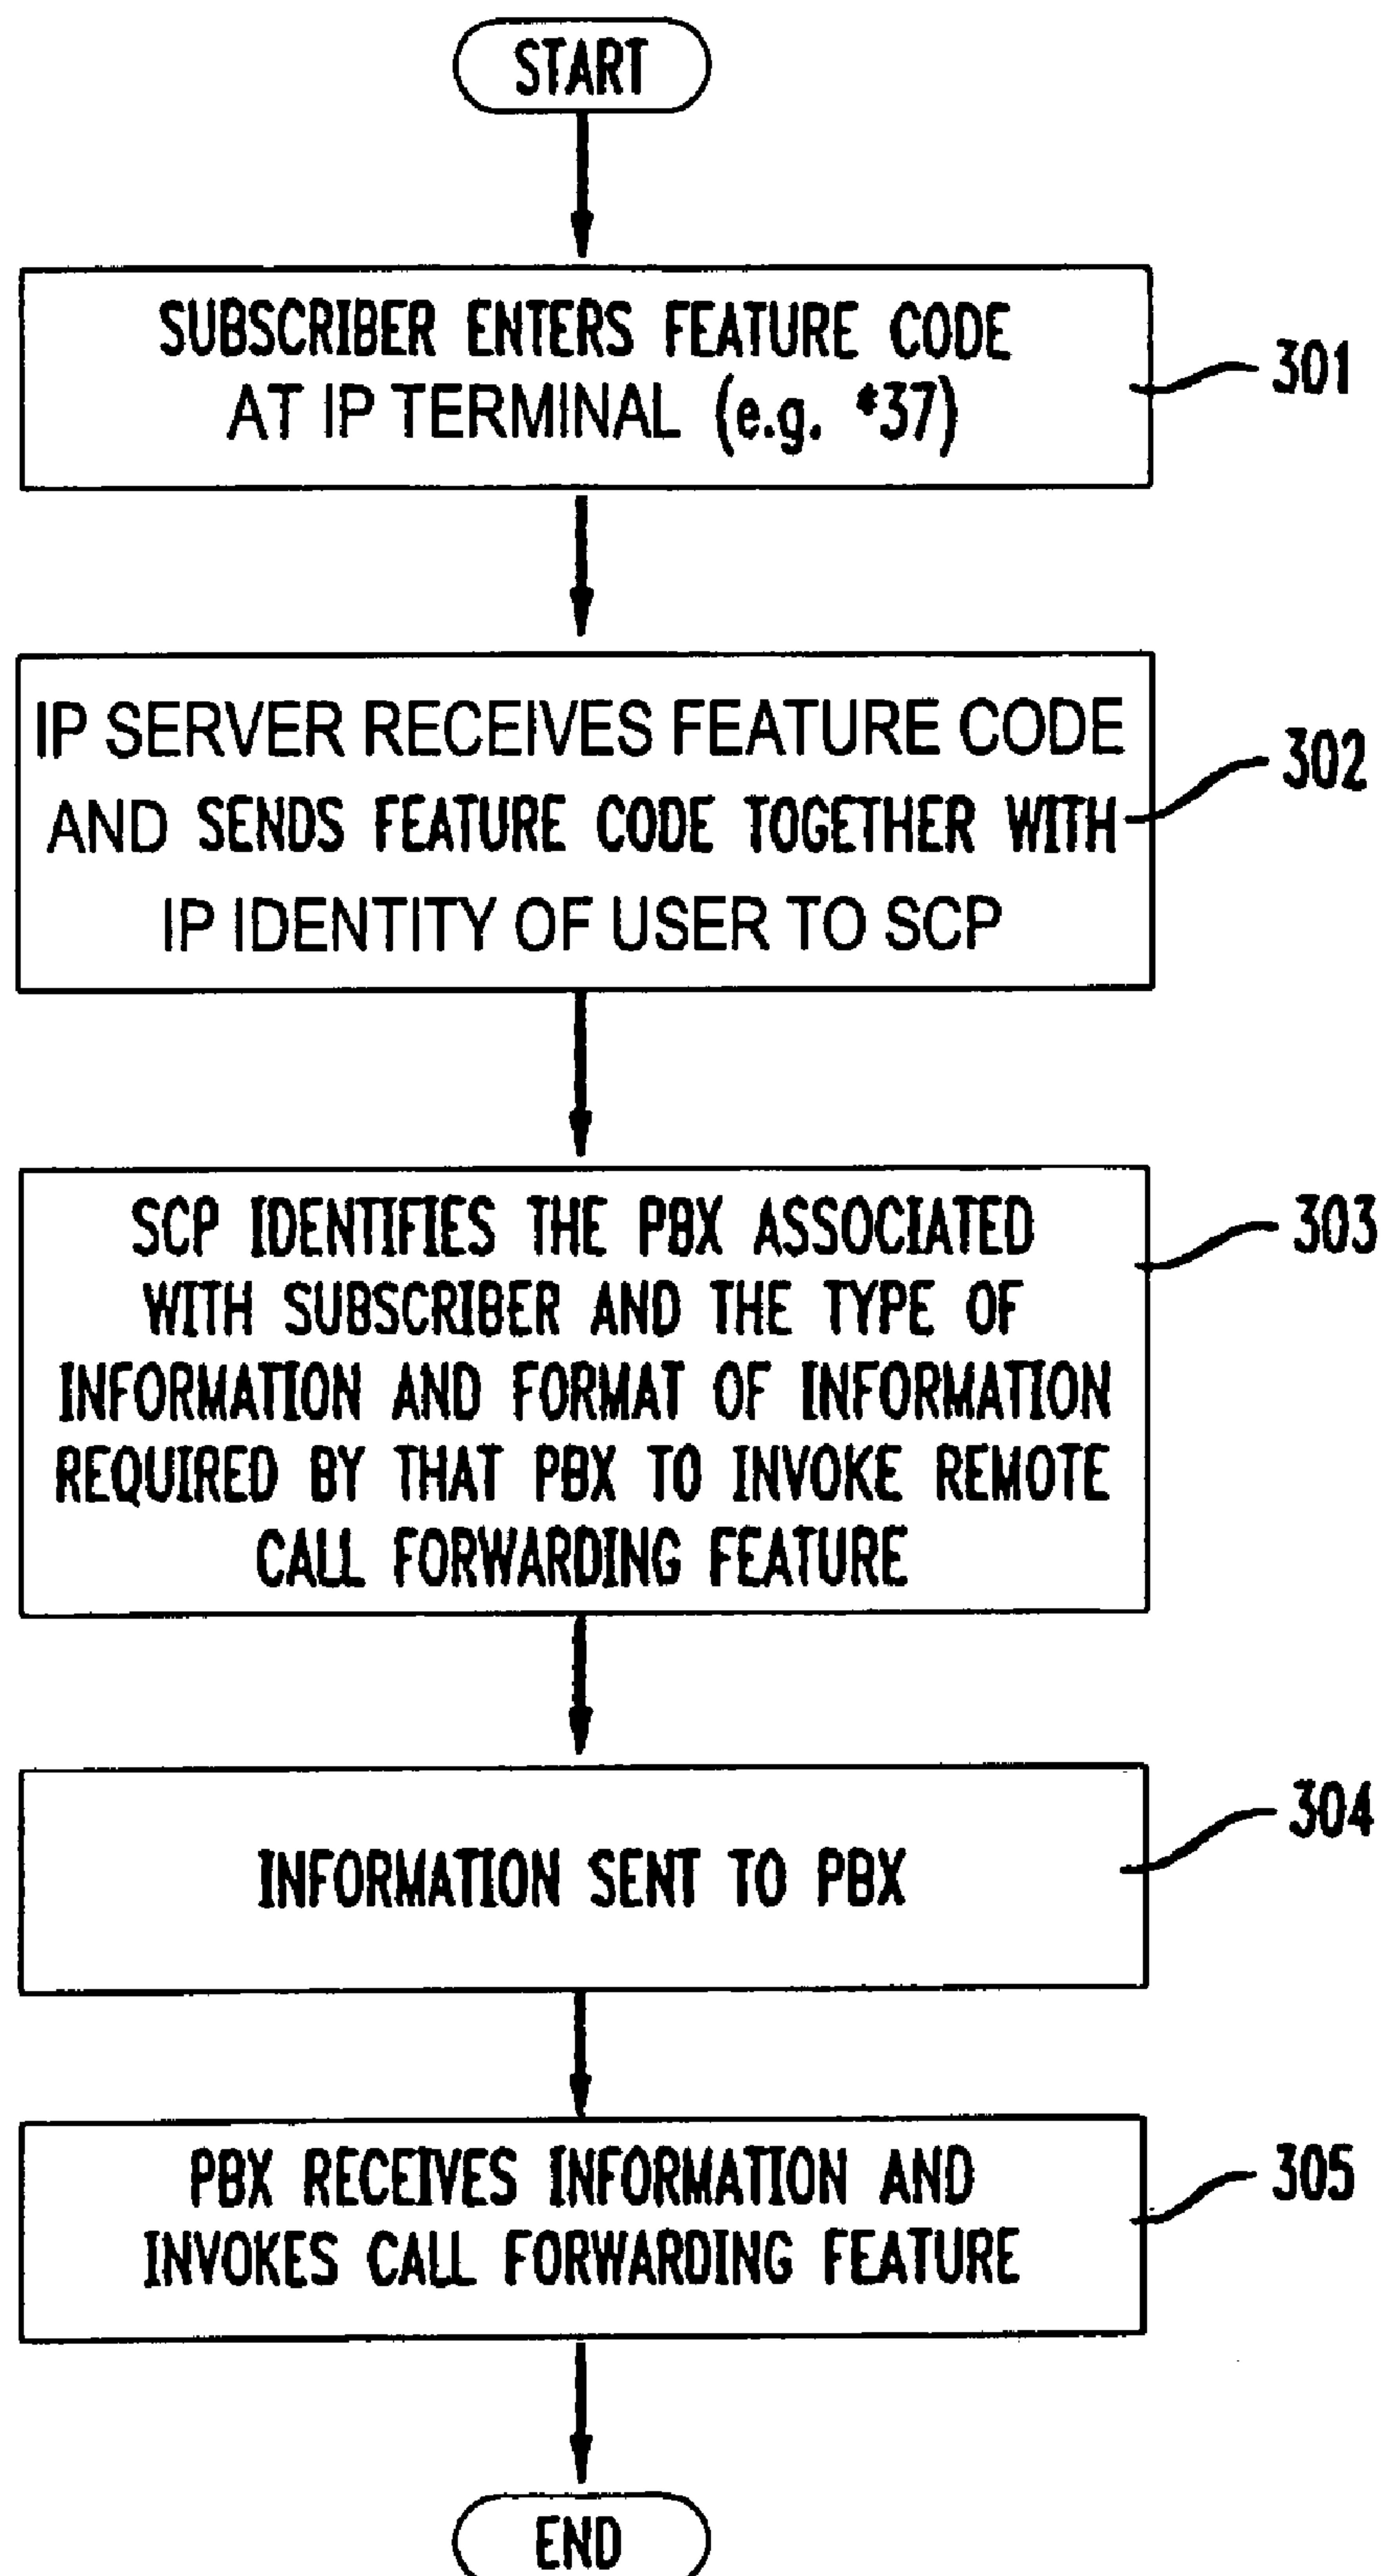 START
SUBSCRIBER ENTERS FEATURE CODE
AT IP TERMINAL (e.g. *37)
301
IP SERVER RECEIVES FEATURE CODE
AND SENDS FEATURE CODE TOGETHER WITH
IP IDENTITY OF USER TO SCP
302
SCP IDENTIFIES THE PBX ASSOCIATED
WITH SUBSCRIBER AND THE TYPE OF
INFORMATION AND FORMAT OF INFORMATION
REQUIRED BY THAT PBX TO INVOKE REMOTE
CALL FORWARDING FEATURE
303
INFORMATION SENT TO PBX
304
PBX RECEIVES INFORMATION AND
INVOKES CALL FORWARDING FEATURE
305
END